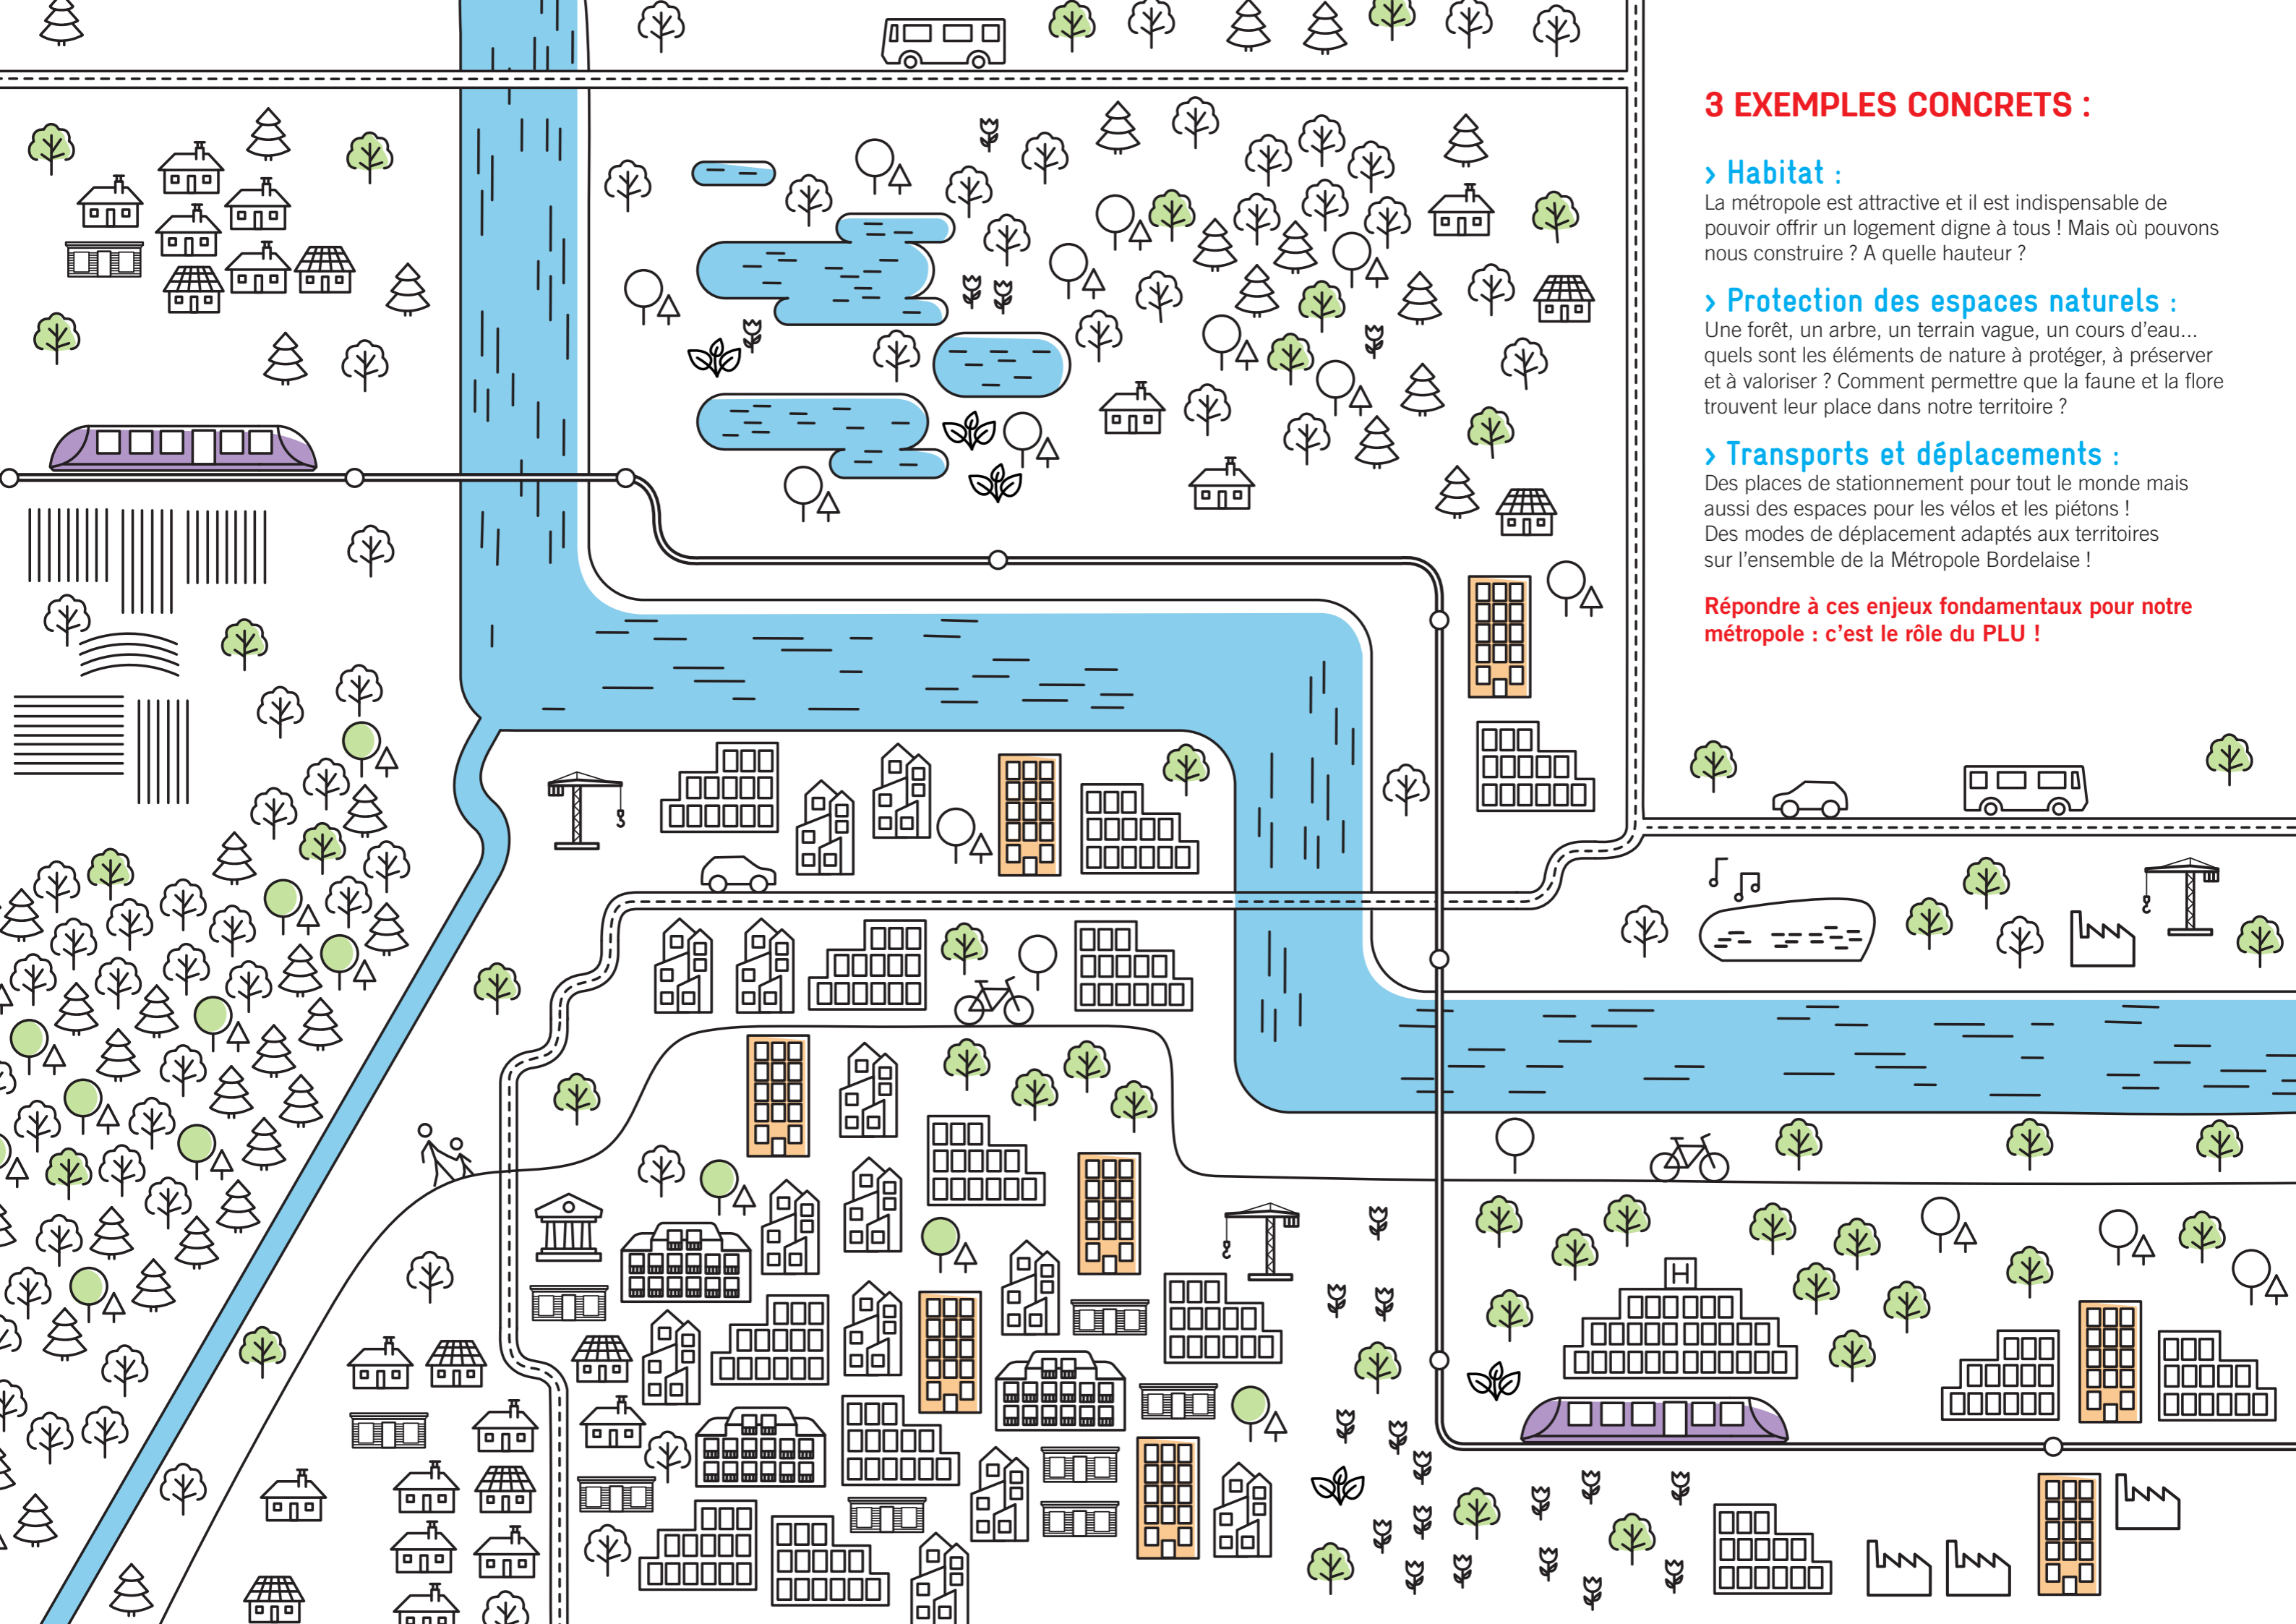 3 EXEMPLES CONCRETS :
> Habitat :
La métropole est attractive et il est indispensable de
pouvoir offrir un logement digne à tous ! Mais où pouvons
nous construire ? A quelle hauteur ?
> Protection des espaces naturels :
Une forêt, un arbre, un terrain vague, un cours d’eau...
quels sont les éléments de nature à protéger, à préserver
et à valoriser ? Comment permettre que la faune et la flore
trouvent leur place dans notre territoire ?
> Transports et déplacements :
Des places de stationnement pour tout le monde mais
aussi des espaces pour les vélos et les piétons !
Des modes de déplacement adaptés aux territoires
sur l’ensemble de la Métropole Bordelaise !
Répondre à ces enjeux fondamentaux pour notre
métropole : c’est le rôle du PLU !
H